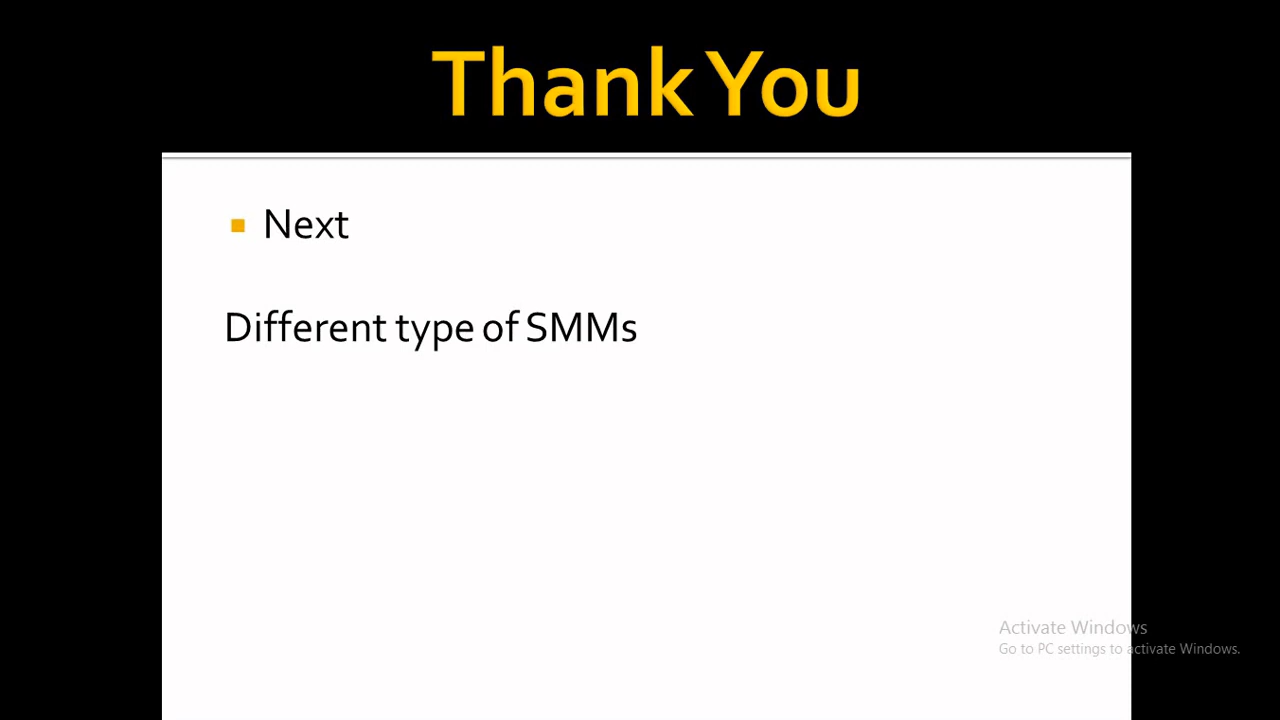 Thank You
Next
Different type of SMMs
Activate Windows
Go to PC settings to activate Windows.